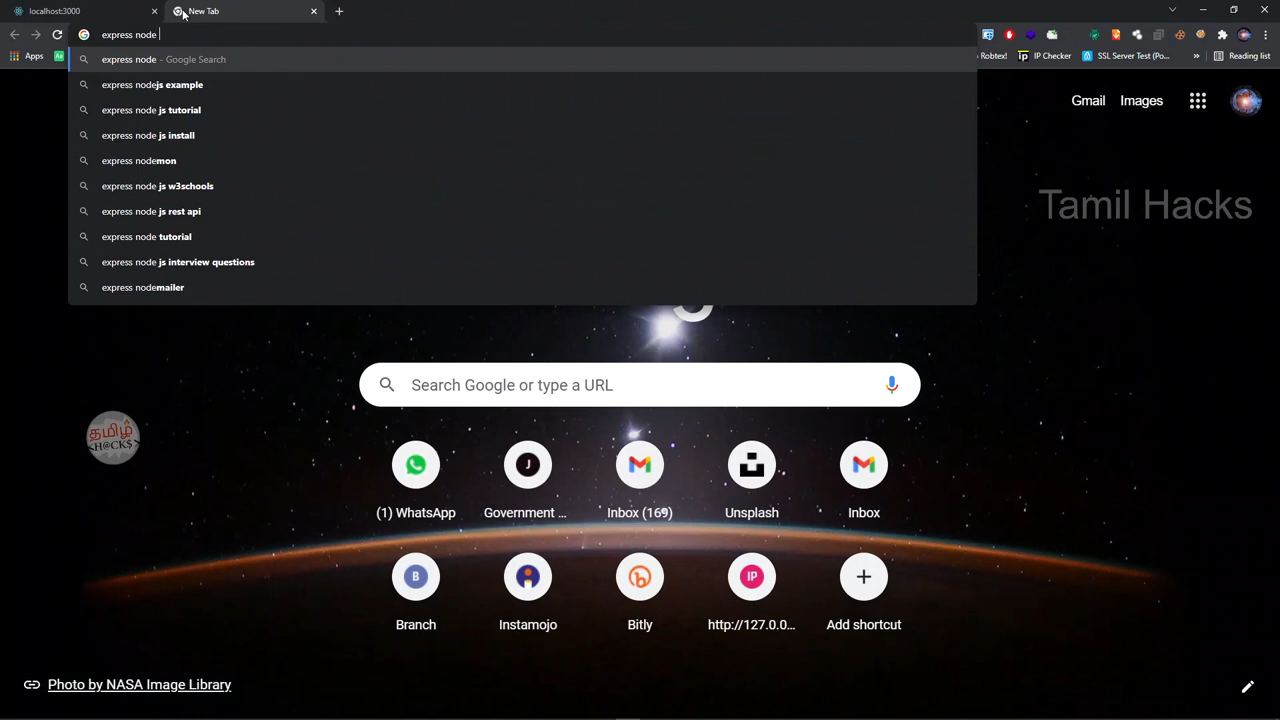 localhost:3000
New Tab
express node
express node - Google Search
express nodejs example
express node js tutorial
express node js install
express nodemon
express node js w3schools
express node js rest api
express node tutorial
express node js interview questions
express nodemailer
Apps
Robtex!
IP Checker
SSL Server Test (Po...
»
Reading list
Gmail
Images
Tamil Hacks
Search Google or type a URL
தமிழ்
<H@CK$>
(1) WhatsApp
J
Government ...
Inbox (169)
Unsplash
Inbox
B
Branch
Instamojo
Bitly
IP
http://127.0.0...
Add shortcut
Photo by NASA Image Library